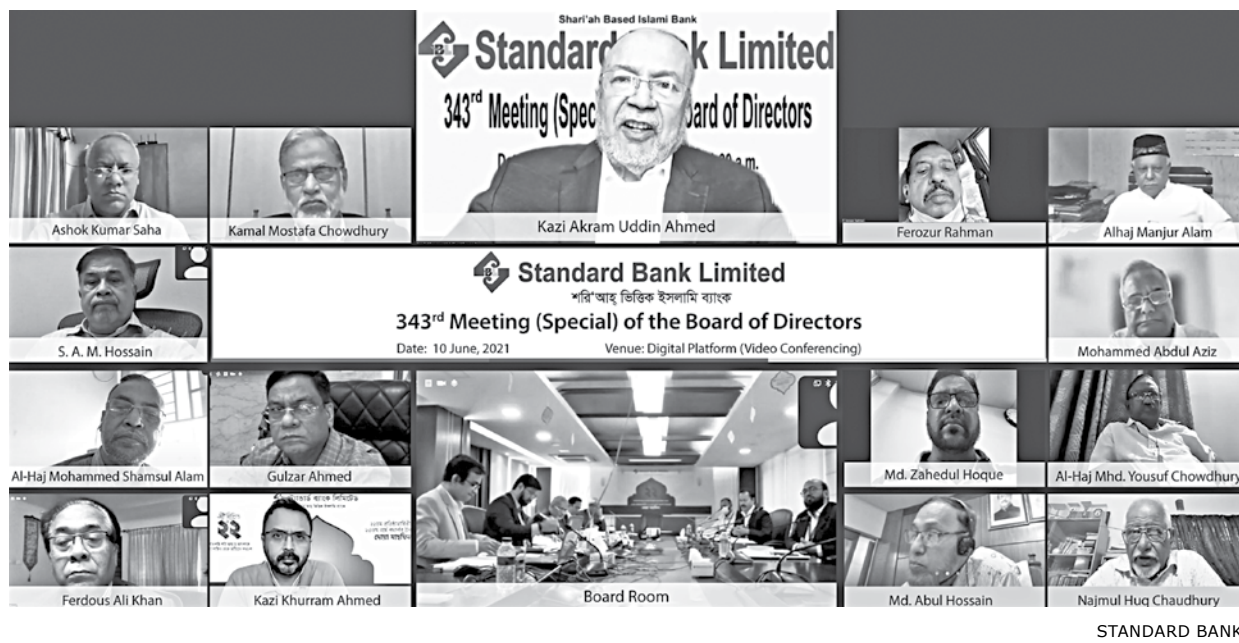 Shari'ah Based Islami Bank
Standard Bank Limited
343rd Meeting (Spec ard of Directors
a.m.
Ashok Kumar Saha
Kamal Mostafa Chowdhury
Kazi Akram Uddin Ahmed
Ferozur Rahman
Alhaj Manjur Alam
S. A. M. Hossain
Standard Bank Limited
শরি'আহ্ ভিত্তিক ইসলামি ব্যাংক
343rd Meeting (Special) of the Board of Directors
Date: 10 June, 2021 Venue: Digital Platform (Video Conferencing)
Mohammed Abdul Aziz
Al-Haj Mohammed Shamsul Alam
Gulzar Ahmed
Md. Zahedul Hoque
Al-Haj Mhd. Yousuf Chowdhury
ব্যাংক লিমিটেড
২২
Ferdous Ali Khan
Kazi Khurram Ahmed
Board Room
Md. Abul Hossain
Najmul Huq Chaudhury
STANDARD BANK